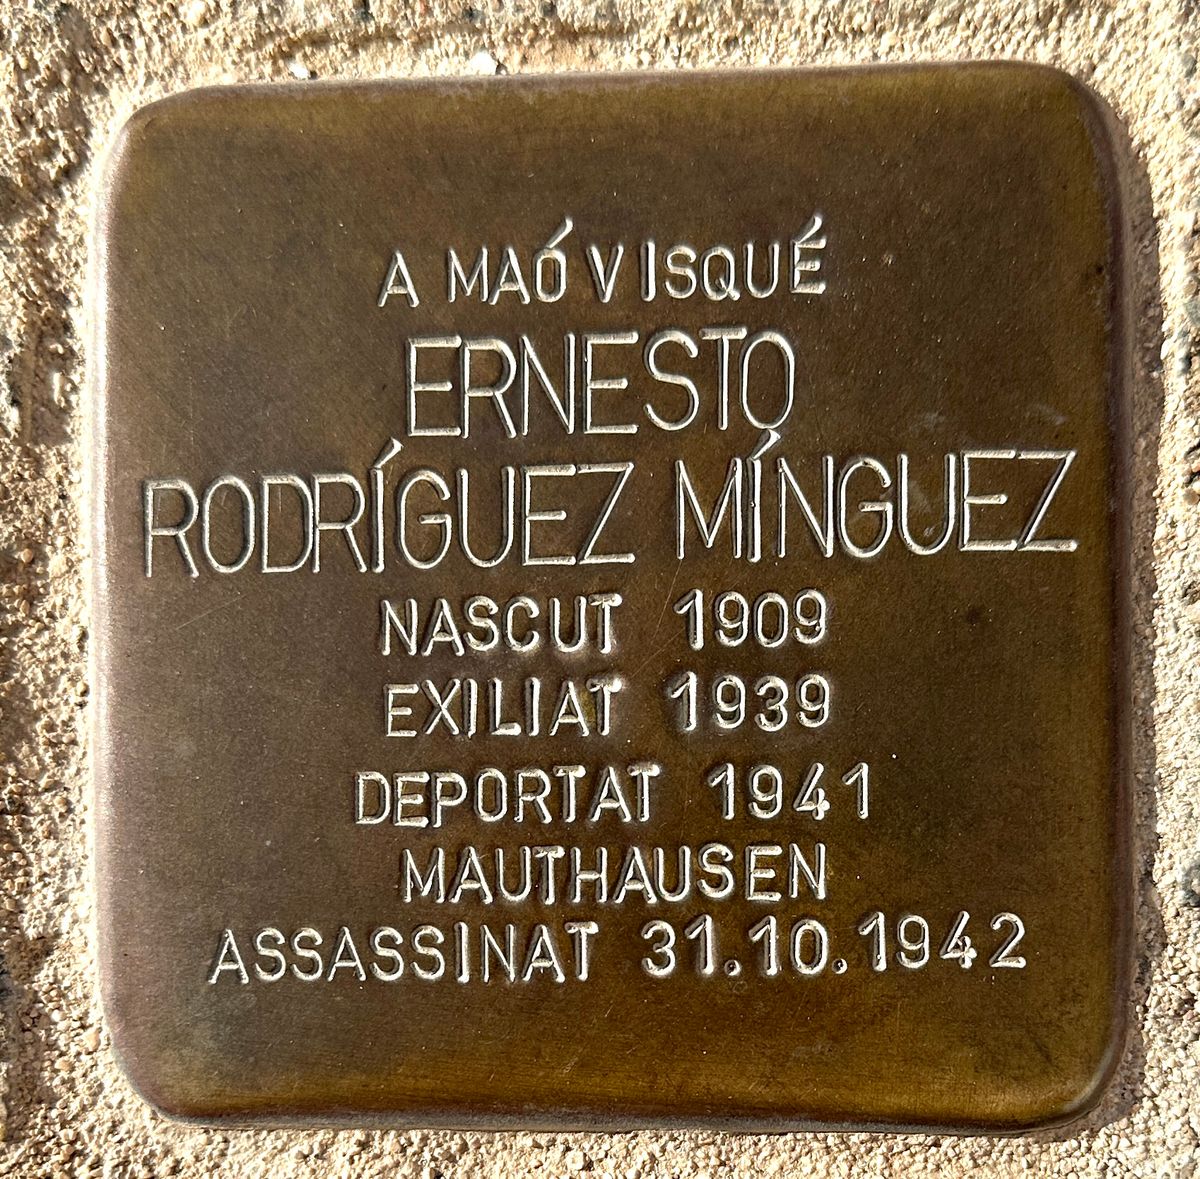 A MAÓ VISQUÉ
ERNESTO
RODRÍGUEZ MÍNGUEZ
NASCUT 1909
EXILIAT 1939
DEPORTAT 1941
MAUTHAUSEN
ASSASSINAT 31.10.1942